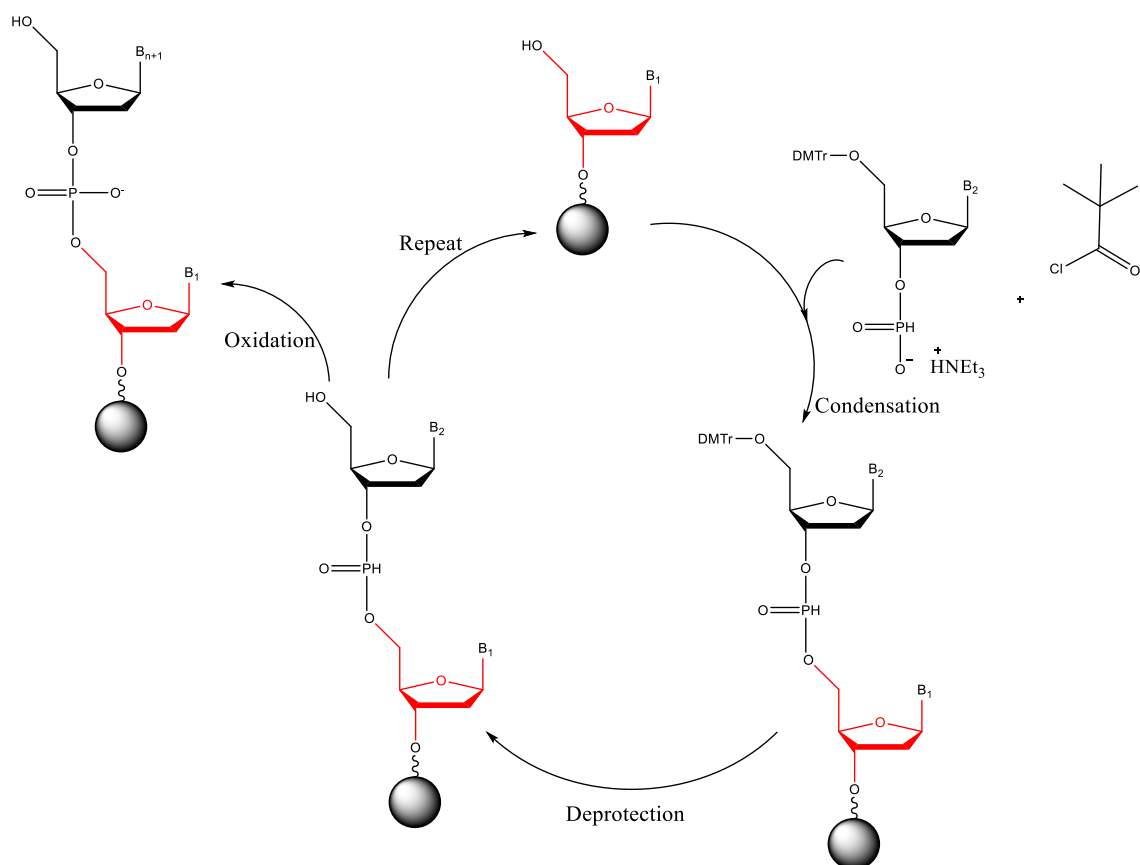 HO
B1
O
O
Repeat
DMTr
O
B2
O
O
O
PH
O−
+
HNEt3
+
Cl
O
Condensation
HO
Bn+1
O
O
O
P
O-
O
B1
O
O
Oxidation
HO
B2
O
O
O
PH
O
B1
O
O
DMTr
O
B2
O
O
O
PH
O
B1
O
O
Deprotection